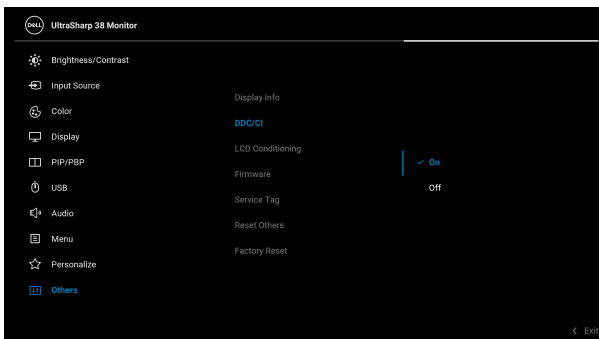 DELL
UltraSharp 38 Monitor
Brightness/Contrast
Input Source
Color
Display
PIP/PBP
USB
Audio
Menu
Personalize
Others
Display Info
DDC/CI
LCD Conditioning
Firmware
Service Tag
Reset Others
Factory Reset
On
Off
Exit